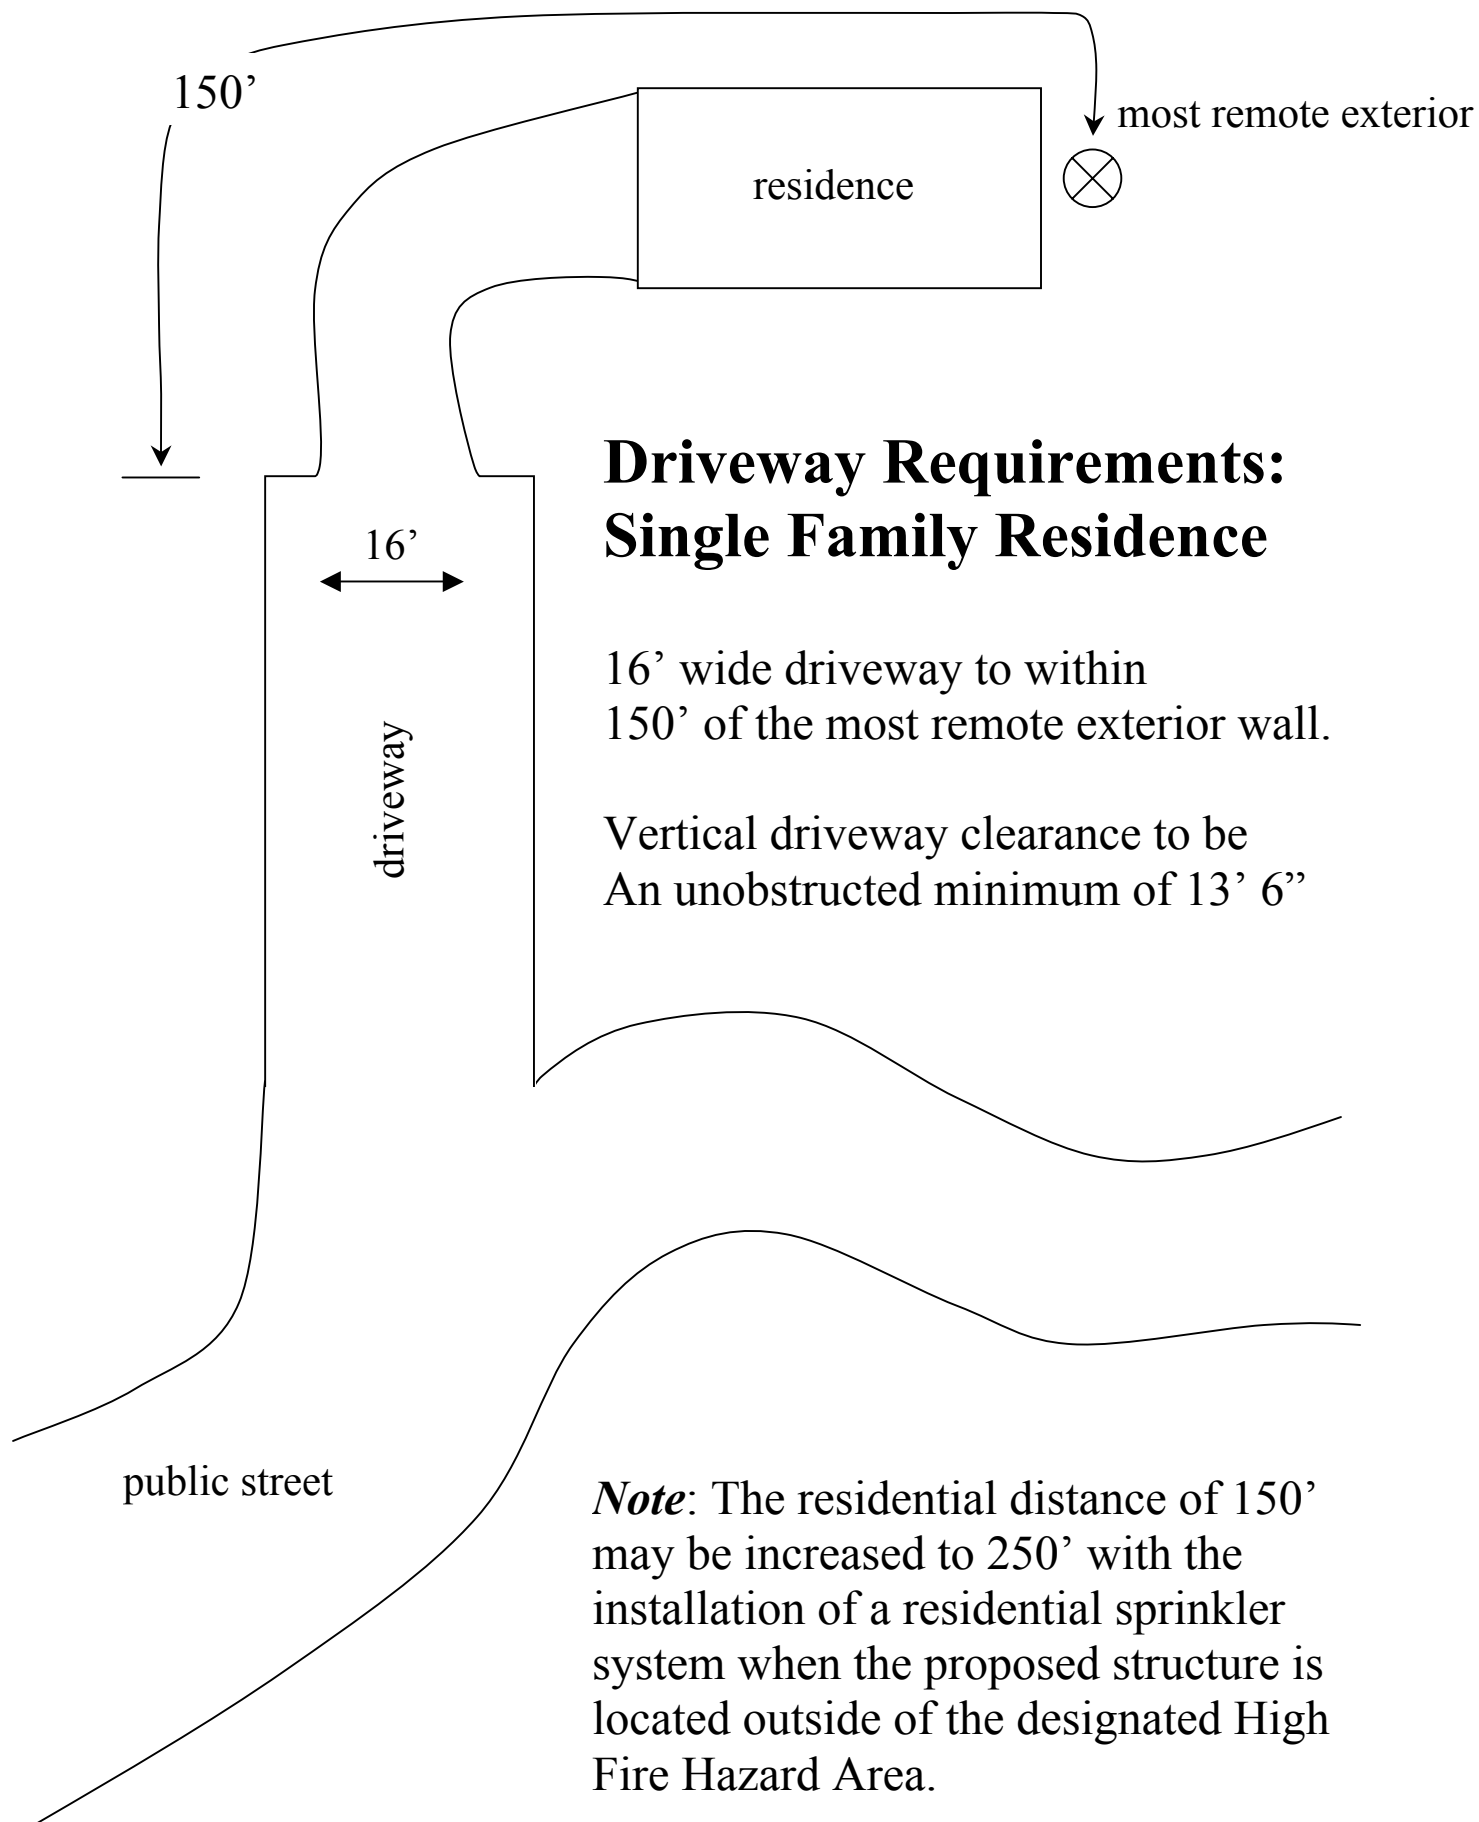 150’
most remote exterior
residence
Driveway Requirements:
Single Family Residence
16’
16’ wide driveway to within
150’ of the most remote exterior wall.
driveway
Vertical driveway clearance to be
An unobstructed minimum of 13’ 6”
public street
Note: The residential distance of 150’
may be increased to 250’ with the
installation of a residential sprinkler
system when the proposed structure is
located outside of the designated High
Fire Hazard Area.